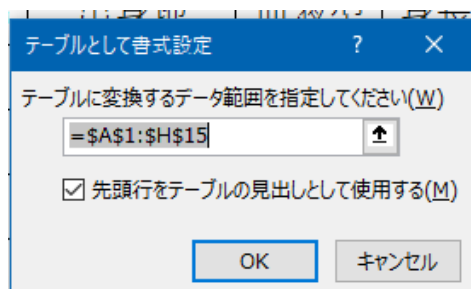 テーブルとして書式設定 ? ×
テーブルに変換するデータ範囲を指定してください(W)
=$A$1:$H$15
先頭行をテーブルの見出しとして使用する(M)
OK キャンセル